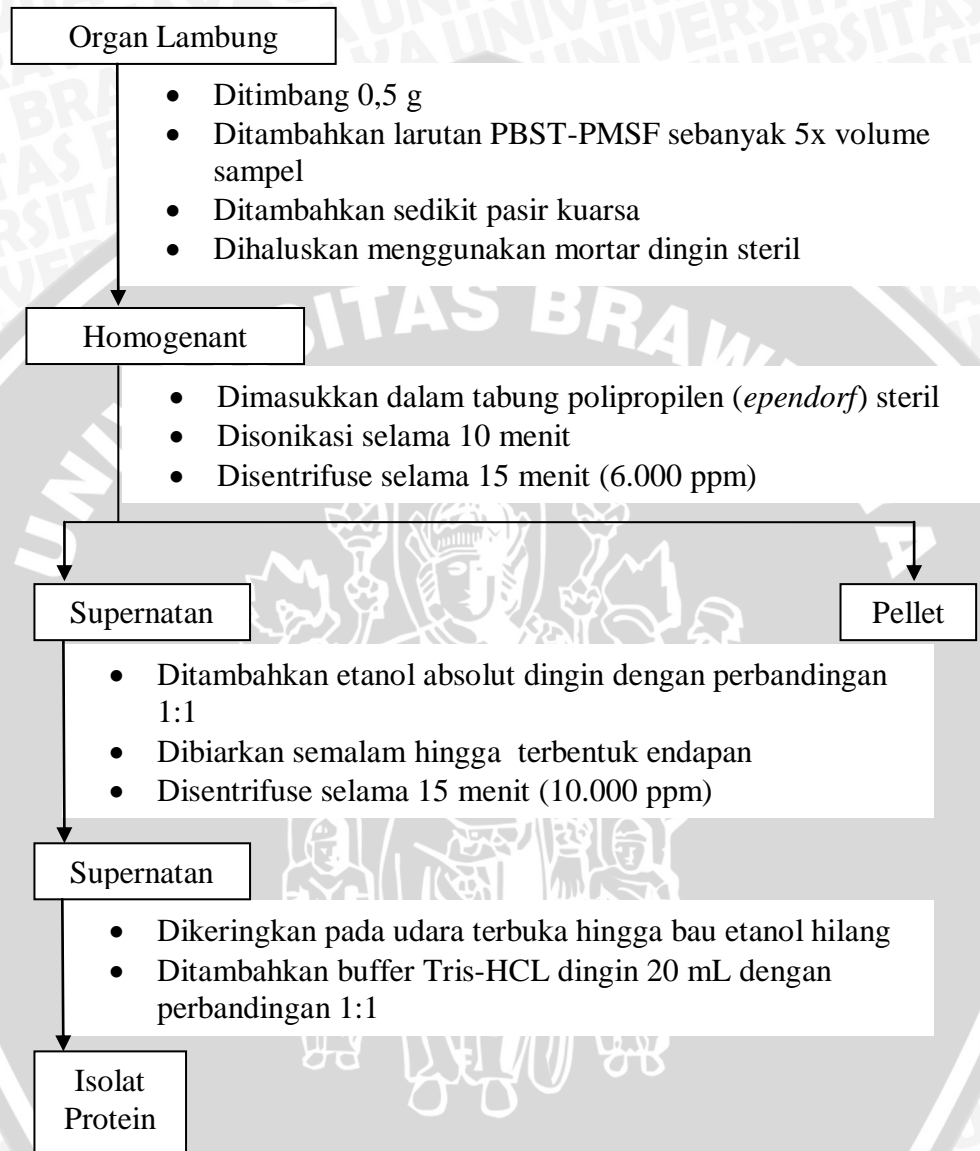 Organ Lambung
• Ditimbang 0,5 g
• Ditambahkan larutan PBST-PMSF sebanyak 5x volume
sampel
• Ditambahkan sedikit pasir kuarsa
• Dihaluskan menggunakan mortar dingin steril
Homogenant
• Dimasukkan dalam tabung polipropilen (ependorf) steril
• Disonikasi selama 10 menit
• Disentrifuse selama 15 menit (6.000 ppm)
Supernatan
Pellet
• Ditambahkan etanol absolut dingin dengan perbandingan
1:1
• Dibiarkan semalam hingga terbentuk endapan
• Disentrifuse selama 15 menit (10.000 ppm)
Supernatan
• Dikeringkan pada udara terbuka hingga bau etanol hilang
• Ditambahkan buffer Tris-HCL dingin 20 mL dengan
perbandingan 1:1
Isolat
Protein